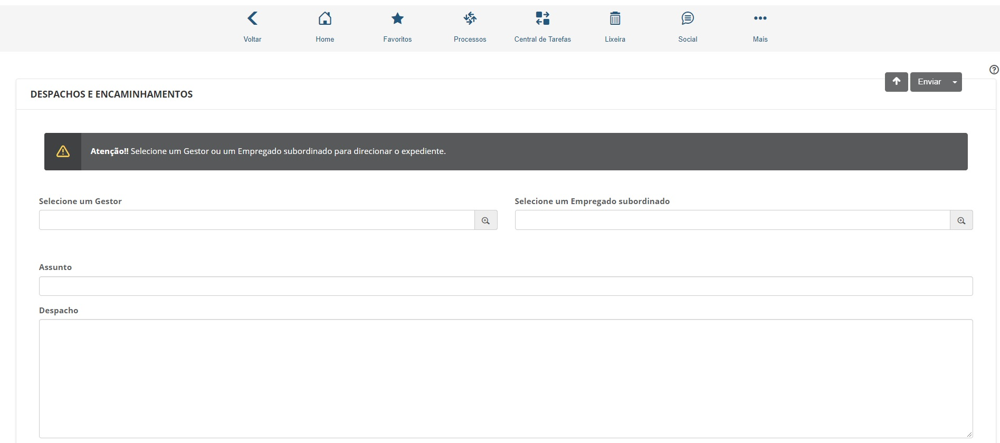 Voltar
Home
Favoritos
Processos
Central de Tarefas
Lixeira
Social
Mais
Enviar
DESPACHOS E ENCAMINHAMENTOS
Atenção!! Selecione um Gestor ou um Empregado subordinado para direcionar o expediente.
Selecione um Gestor
Selecione um Empregado subordinado
Assunto
Despacho